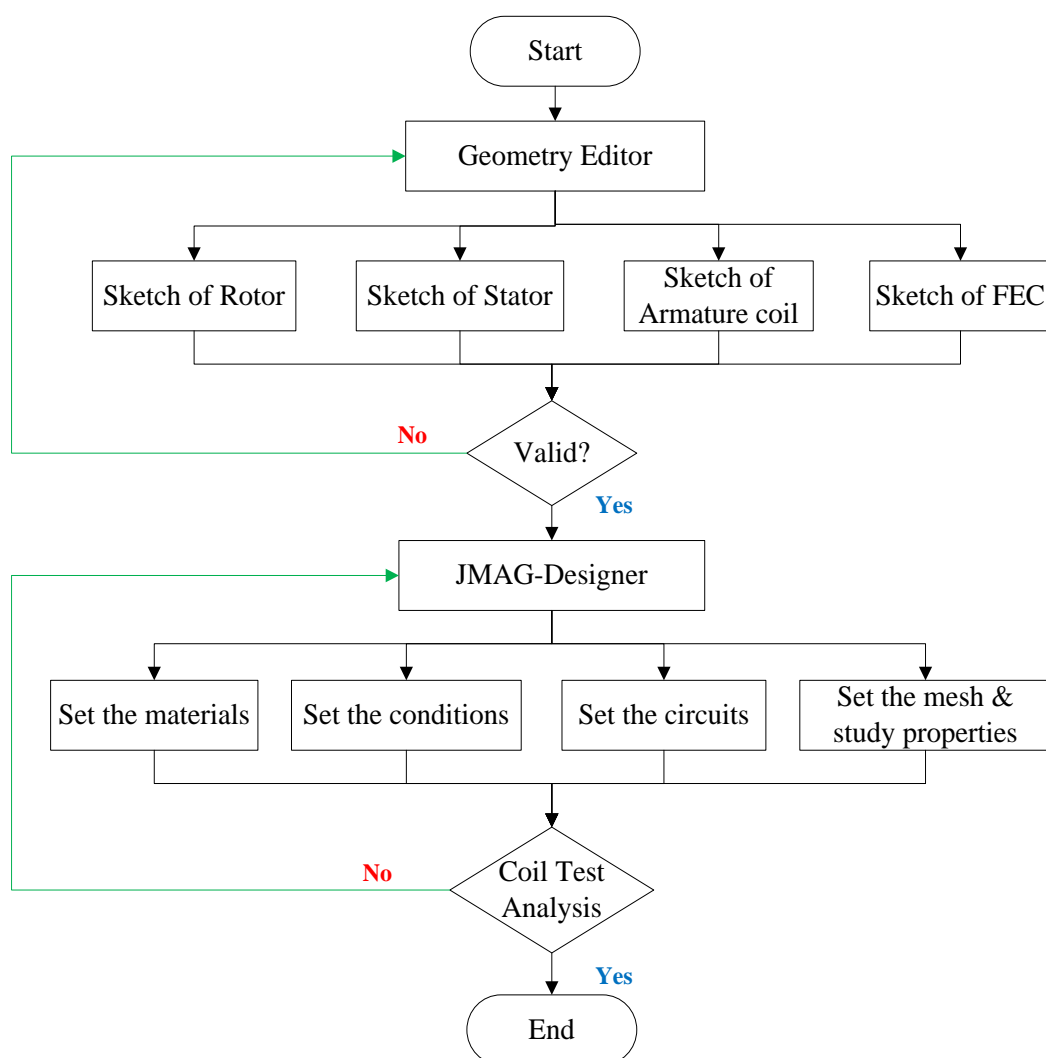 Start
Geometry Editor
Sketch of Rotor
Sketch of Stator
Sketch of
Armature coil
Sketch of FEC
No
Valid?
Yes
JMAG-Designer
Set the materials
Set the conditions
Set the circuits
Set the mesh &
study properties
No
Coil Test
Analysis
Yes
End